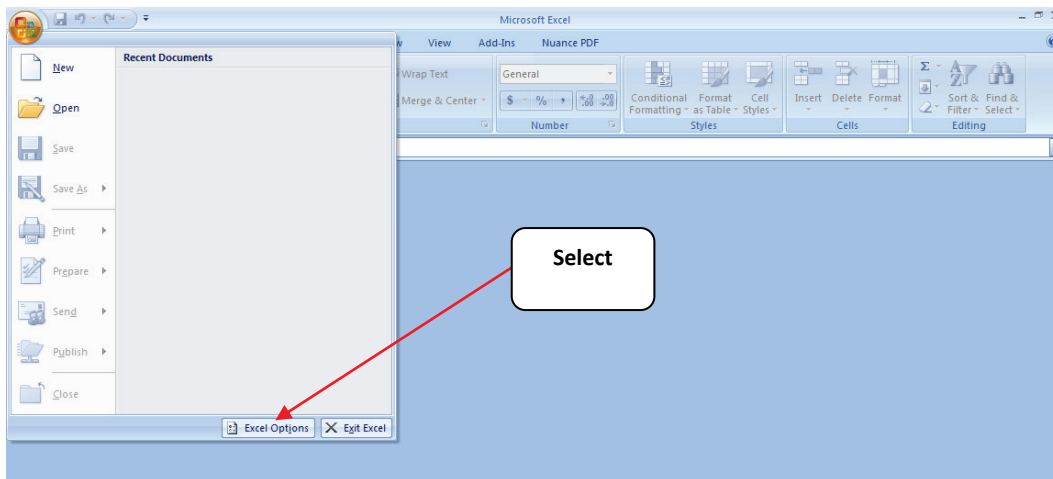 Microsoft Excel
View Add-Ins Nuance PDF
New
Open
Save
Save As
Print
Prepare
Send
Publish
Close
Recent Documents
Excel Options
Exit Excel
Wrap Text
Merge & Center
General
$ % ,
Number
Conditional Formatting
Format as Table
Cell Styles
Styles
Insert
Delete
Format
Cells
Σ
Sort & Filter
Find & Select
Editing
Select